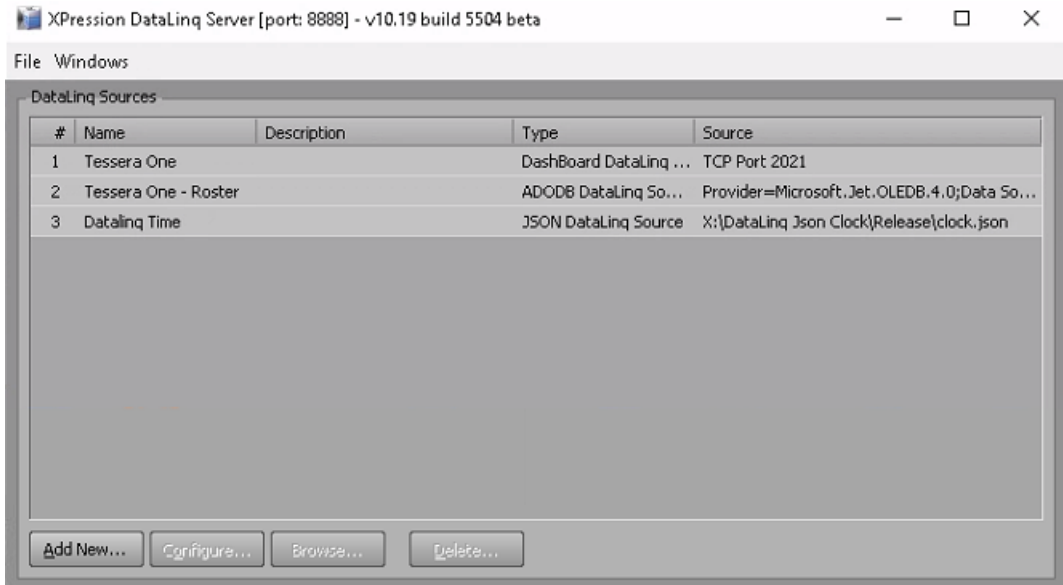 XPression DataLinq Server [port: 8888] - v10.19 build 5504 beta
File Windows
DataLinq Sources
# Name Description Type Source
1 Tessera One DashBoard DataLinq ... TCP Port 2021
2 Tessera One - Roster ADODB DataLinq So... Provider=Microsoft.Jet.OLEDB.4.0;Data So...
3 Datalinq Time JSON DataLinq Source X:\DataLinq Json Clock\Release\clock.json
Add New... Configure... Browse... Delete...